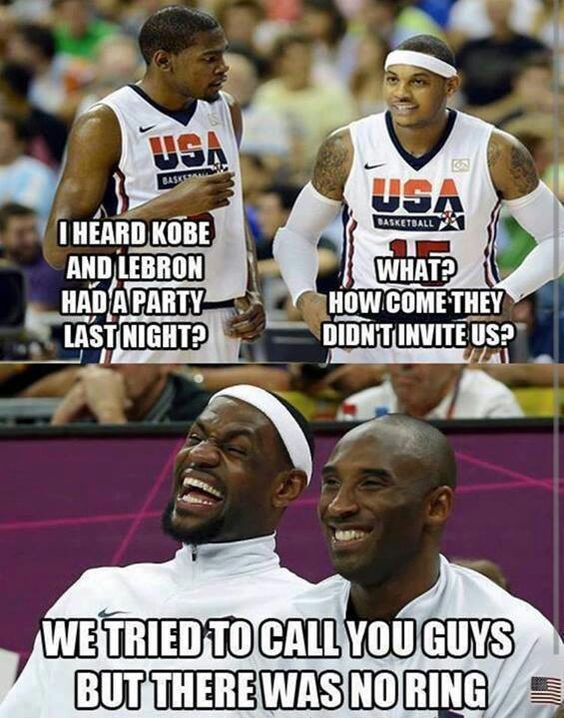 USA
BASKETBALL
USA
BASKETBALL
15
I HEARD KOBE
AND LEBRON
HAD A PARTY
LAST NIGHT?
WHAT?
HOW COME THEY
DIDN'T INVITE US?
WE TRIED TO CALL YOU GUYS
BUT THERE WAS NO RING